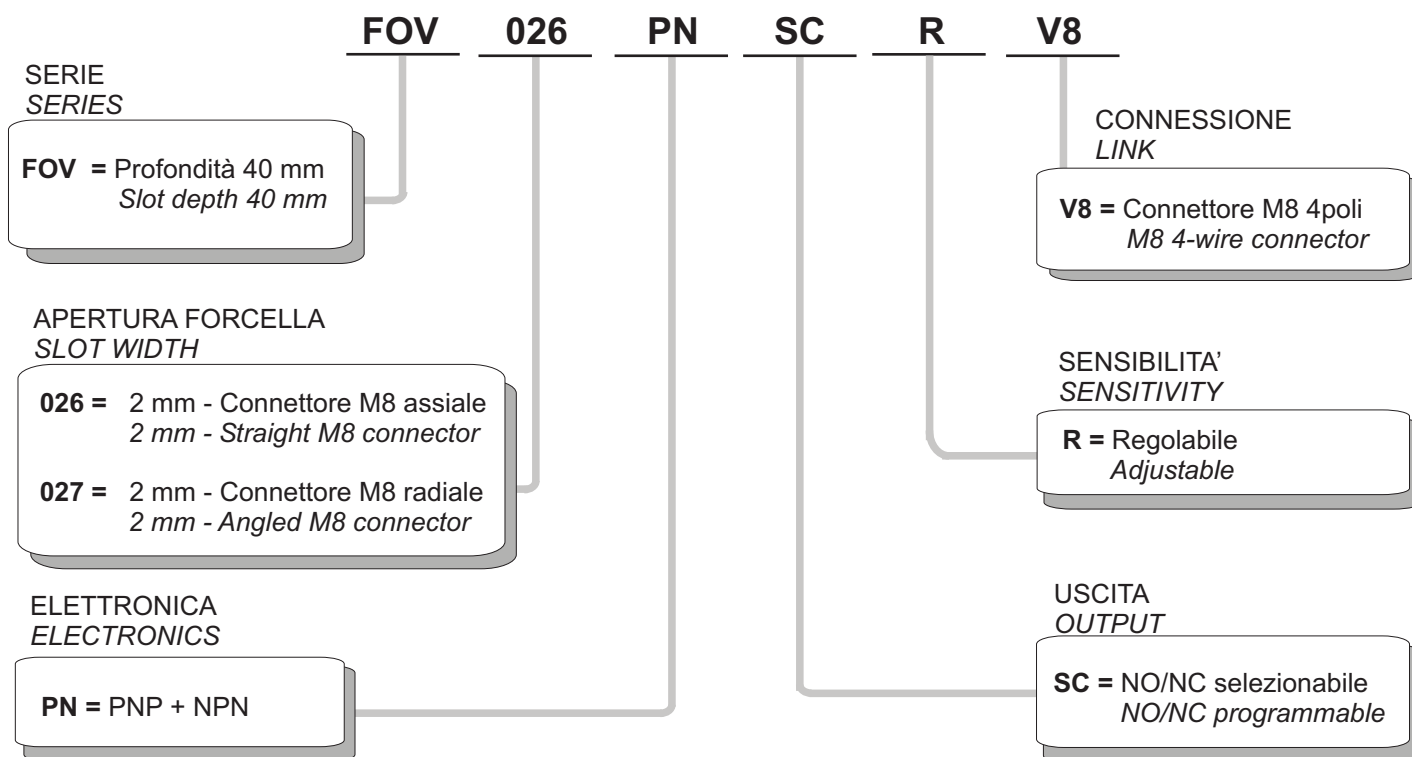 FOV 026 PN SC R V8
SERIE
SERIES
FOV = Profondità 40 mm
Slot depth 40 mm
APERTURA FORCELLA
SLOT WIDTH
026 = 2 mm - Connettore M8 assiale
2 mm - Straight M8 connector
027 = 2 mm - Connettore M8 radiale
2 mm - Angled M8 connector
ELETTRONICA
ELECTRONICS
PN = PNP + NPN
CONNESSIONE
LINK
V8 = Connettore M8 4poli
M8 4-wire connector
SENSIBILITA’
SENSITIVITY
R = Regolabile
Adjustable
USCITA
OUTPUT
SC = NO/NC selezionabile
NO/NC programmable